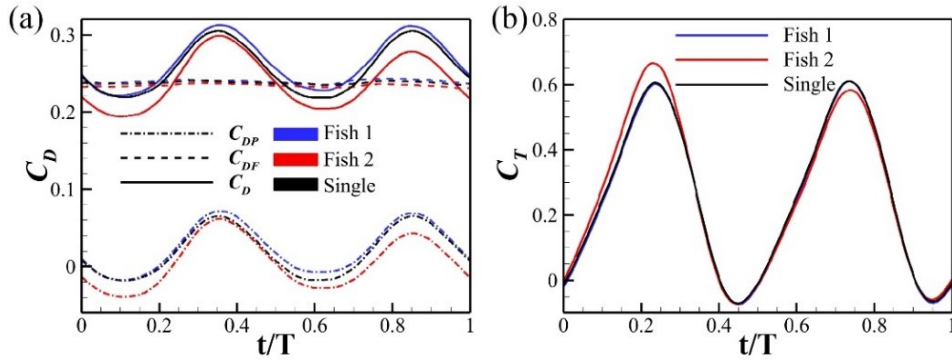 (a)
0.3
0.2
0.1
0
C_D
C_DP Fish 1
C_DF Fish 2
C_D Single
0 0.2 0.4 0.6 0.8 1
t/T
(b)
0.8
0.6
0.4
0.2
0
C_T
Fish 1
Fish 2
Single
0 0.2 0.4 0.6 0.8 1
t/T